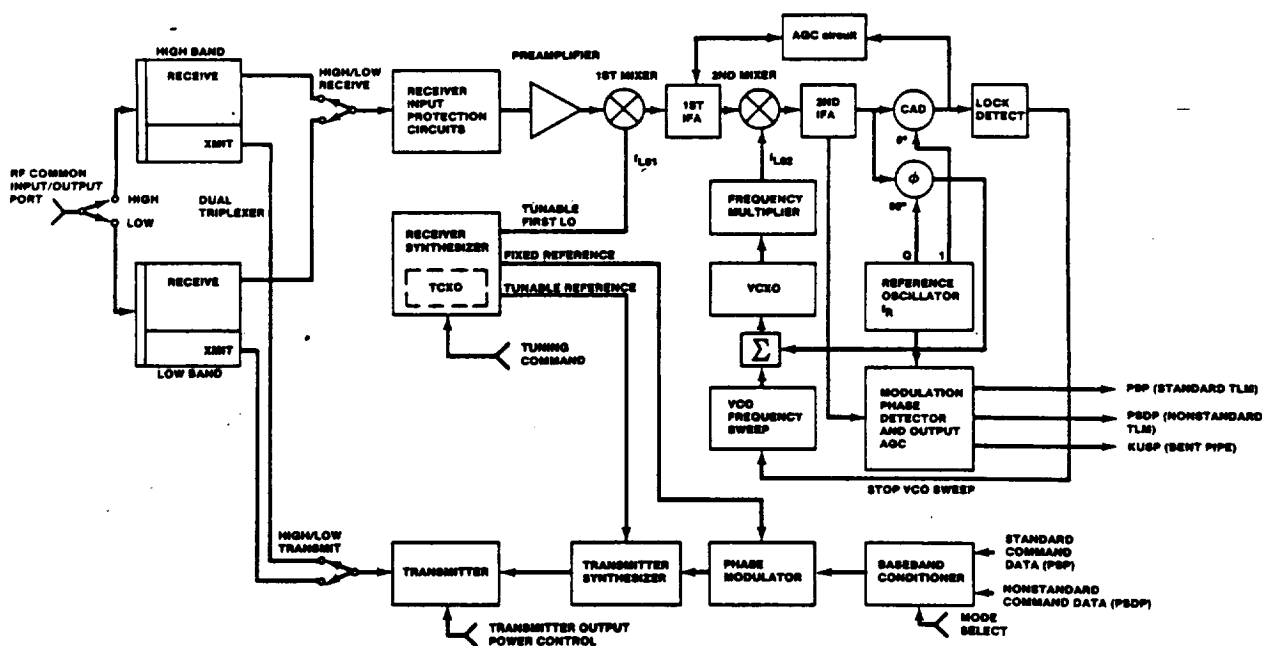 HIGH BAND
RECEIVE
XMIT
HIGH/LOW
RECEIVE
RECEIVER
INPUT
PROTECTION
CIRCUITS
PREAMPLIFIER
1ST MIXER
2ND MIXER
AGC circuit
1ST
IFA
2ND
IFA
CAD
LOCK
DETECT
0°
fLO1
fLO2
ϕ
90°
RF COMMON
INPUT/OUTPUT
PORT
HIGH
LOW
DUAL
TRIPLEXER
RECEIVE
XMIT
LOW BAND
RECEIVER
SYNTHESIZER
TCXO
TUNABLE
FIRST LO
FIXED REFERENCE
TUNABLE REFERENCE
TUNING
COMMAND
FREQUENCY
MULTIPLIER
VCXO
Σ
VCO
FREQUENCY
SWEEP
Q
1
REFERENCE
OSCILLATOR
fR
MODULATION
PHASE
DETECTOR
AND OUTPUT
AGC
PSP (STANDARD TLM)
PSDP (NONSTANDARD
TLM)
KUSP (BENT PIPE)
STOP VCO SWEEP
HIGH/LOW
TRANSMIT
TRANSMITTER
TRANSMITTER
SYNTHESIZER
PHASE
MODULATOR
BASEBAND
CONDITIONER
STANDARD
COMMAND
DATA (PSP)
NONSTANDARD
COMMAND DATA (PSDP)
TRANSMITTER OUTPUT
POWER CONTROL
MODE
SELECT